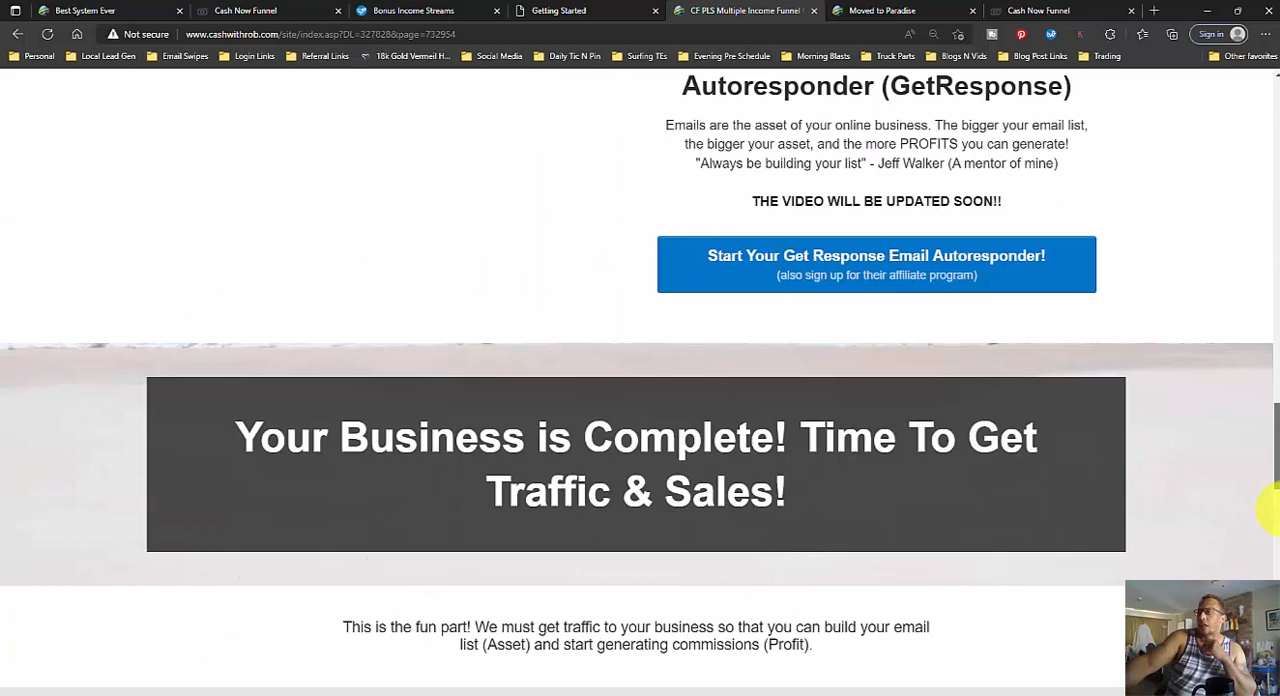 Best System Ever
Cash Now Funnel
Bonus Income Streams
Getting Started
CF PLS Multiple Income Funnel
Moved to Paradise
Cash Now Funnel
Not secure
www.cashwithrob.com/site/index.asp?DL=327828&page=732954
Sign in
Personal
Local Lead Gen
Email Swipes
Login Links
Referral Links
18k Gold Vermeil H...
Social Media
Daily Tic N Pin
Surfing TEs
Evening Pre Schedule
Morning Blasts
Truck Parts
Blogs N Vids
Blog Post Links
Trading
Other favorites
Autoresponder (GetResponse)
Emails are the asset of your online business. The bigger your email list,
the bigger your asset, and the more PROFITS you can generate!
"Always be building your list" - Jeff Walker (A mentor of mine)
THE VIDEO WILL BE UPDATED SOON!!
Start Your Get Response Email Autoresponder!
(also sign up for their affiliate program)
Your Business is Complete! Time To Get
Traffic & Sales!
This is the fun part! We must get traffic to your business so that you can build your email
list (Asset) and start generating commissions (Profit).